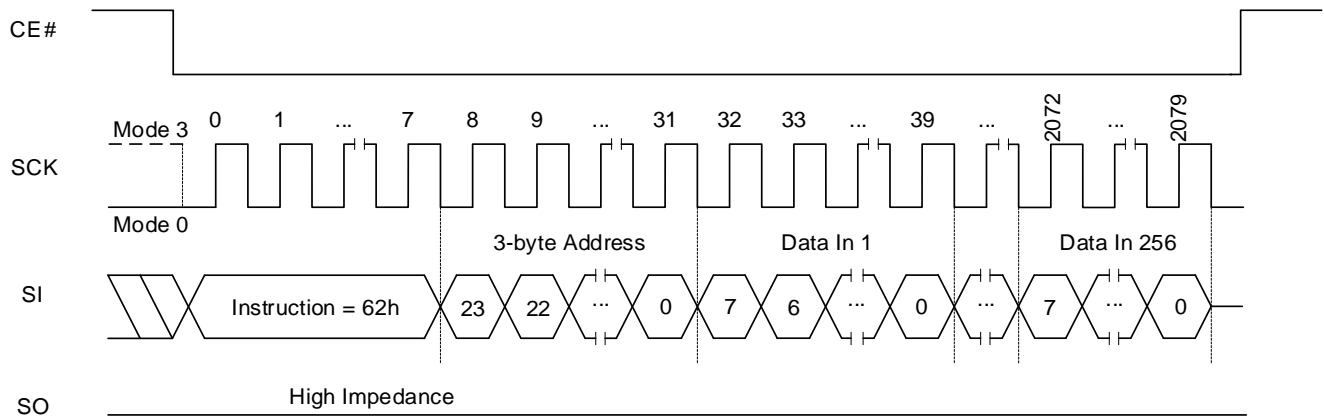 CE#
0 1 ... 7 8 9 ... 31 32 33 ... 39 ... 2072 ... 2079
Mode 3
SCK
Mode 0
3-byte Address Data In 1 Data In 256
SI
Instruction = 62h 23 22 ... 0 7 6 ... 0 ... 7 ... 0
High Impedance
SO